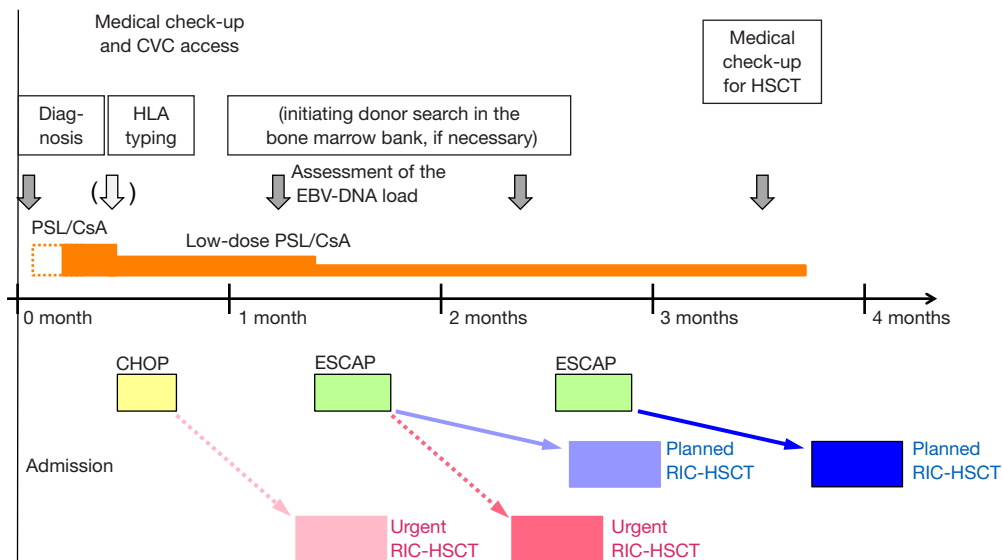 Medical check-up
and CVC access
Medical
check-up
for HSCT
Diag-
nosis
HLA
typing
(initiating donor search in the
bone marrow bank, if necessary)
( )
Assessment of the
EBV-DNA load
PSL/CsA
Low-dose PSL/CsA
0 month
1 month
2 months
3 months
4 months
CHOP
ESCAP
ESCAP
Admission
Planned
RIC-HSCT
Planned
RIC-HSCT
Urgent
RIC-HSCT
Urgent
RIC-HSCT